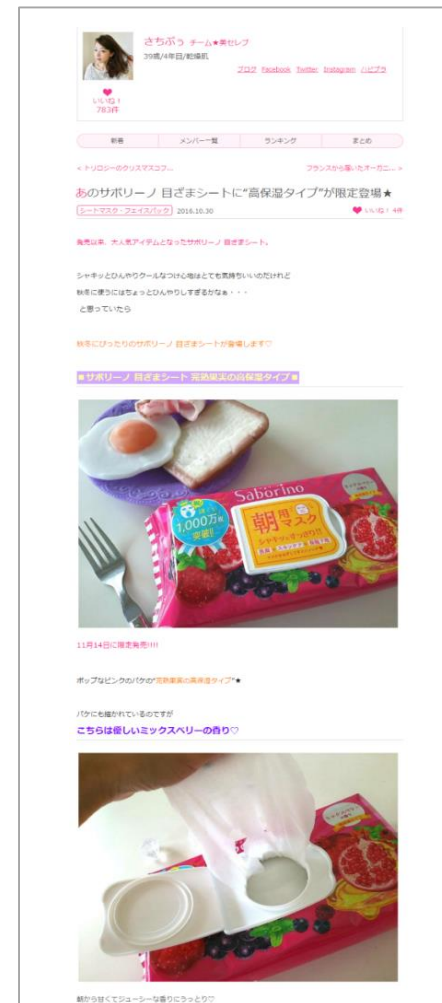 さちぶぅ チーム★美セレブ
39歳/4年目/乾燥肌
ブログ Facebook Twitter Instagram ハピプラ
いいね!
783件
新着 メンバー一覧 ランキング まとめ
< トリロジーのクリスマスコフ... フランスから届いたオーガニ... >
あのサボリーノ 目ざまシートに"高保湿タイプ"が限定登場★
シートマスク・フェイスパック 2016.10.30 いいね! 4件
発売以来、大人気アイテムとなったサボリーノ 目ざまシート。
シャキッとひんやりクールなつけ心地はとても気持ちいいのだけれど
秋冬に使うにはちょっとひんやりしすぎるかなぁ・・・
と思っていたら
秋冬にぴったりのサボリーノ 目ざまシートが登場します♡
■サボリーノ 目ざまシート 完熟果実の高保湿タイプ■
Saborino
1,000万枚
突破!!
朝用マスク
シャキッとすっきり!!
11月14日に限定発売!!!!
ポップなピンクのパケの"完熟果実の高保湿タイプ"★
パケにも描かれているのですが
こちらは優しいミックスベリーの香り♡
朝から甘くてジューシーな香りにうっとり♡